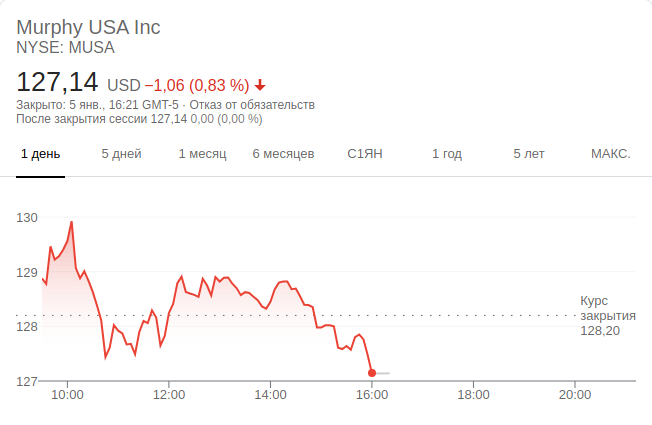 Murphy USA Inc
NYSE: MUSA
127,14 USD −1,06 (0,83 %)
Закрыто: 5 янв., 16:21 GMT-5 · Отказ от обязательств
После закрытия сессии 127,14 0,00 (0,00 %)
1 день 5 дней 1 месяц 6 месяцев С1ЯН 1 год 5 лет МАКС.
130
129
Курс
закрытия
128,20
128
127
10:00 12:00 14:00 16:00 18:00 20:00